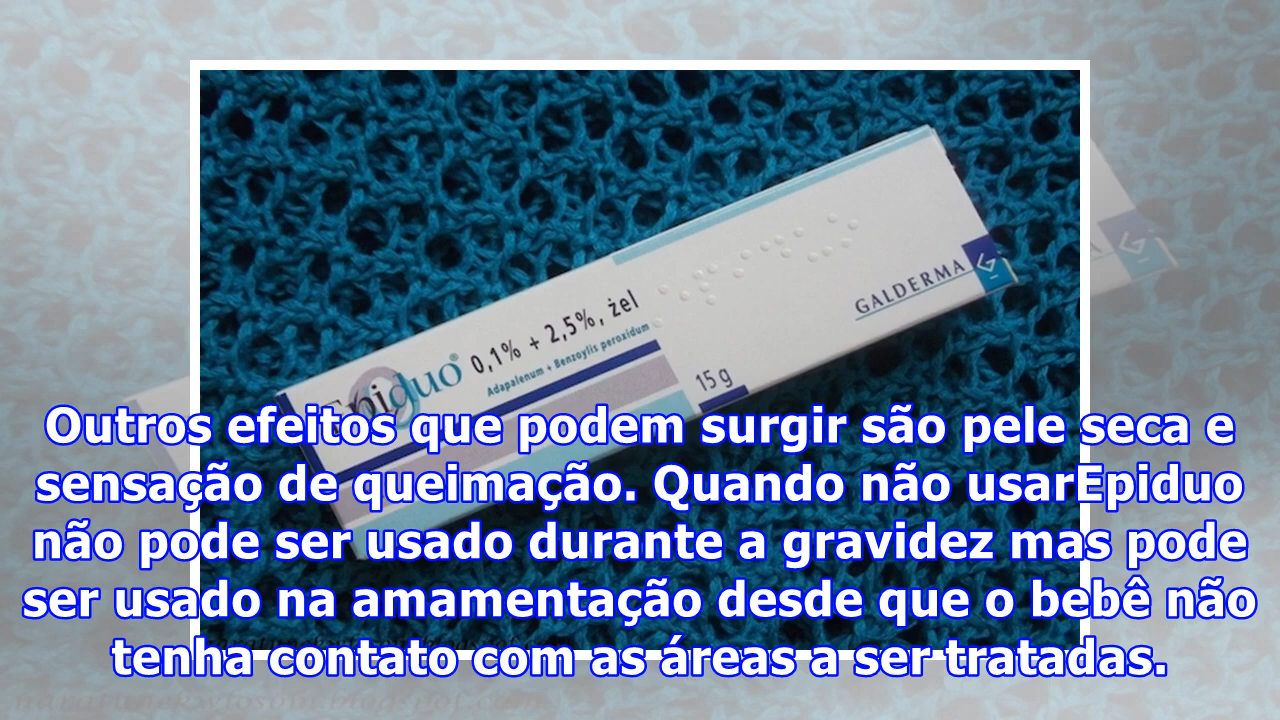 GALDERMA
0,1% + 2,5%, żel
Adapalenum + Benzoylis peroxidum
Epiduo®
15 g
Outros efeitos que podem surgir são pele seca e
sensação de queimação. Quando não usarEpiduo
não pode ser usado durante a gravidez mas pode
ser usado na amamentação desde que o bebê não
tenha contato com as áreas a ser tratadas.